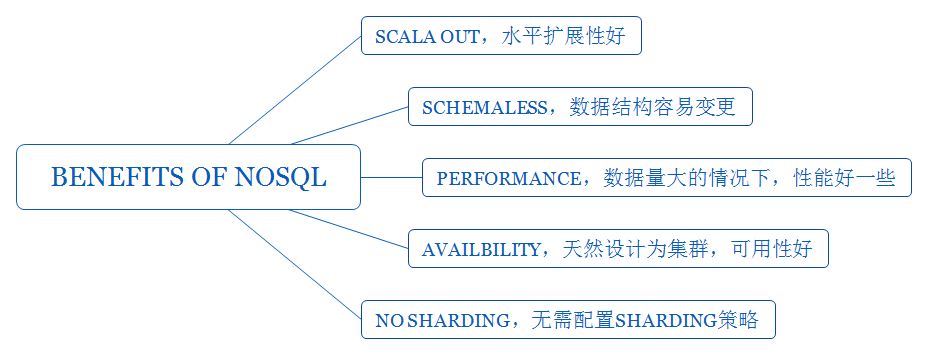 SCALA OUT，水平扩展性好
SCHEMALESS，数据结构容易变更
BENEFITS OF NOSQL
PERFORMANCE，数据量大的情况下，性能好一些
AVAILBILITY，天然设计为集群，可用性好
NO SHARDING，无需配置SHARDING策略